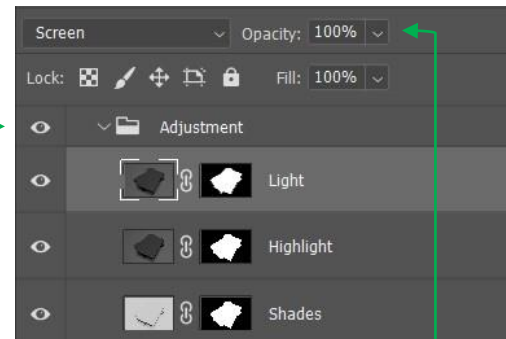 Screen Opacity: 100%
Lock: Fill: 100%
Adjustment
Light
Highlight
Shades